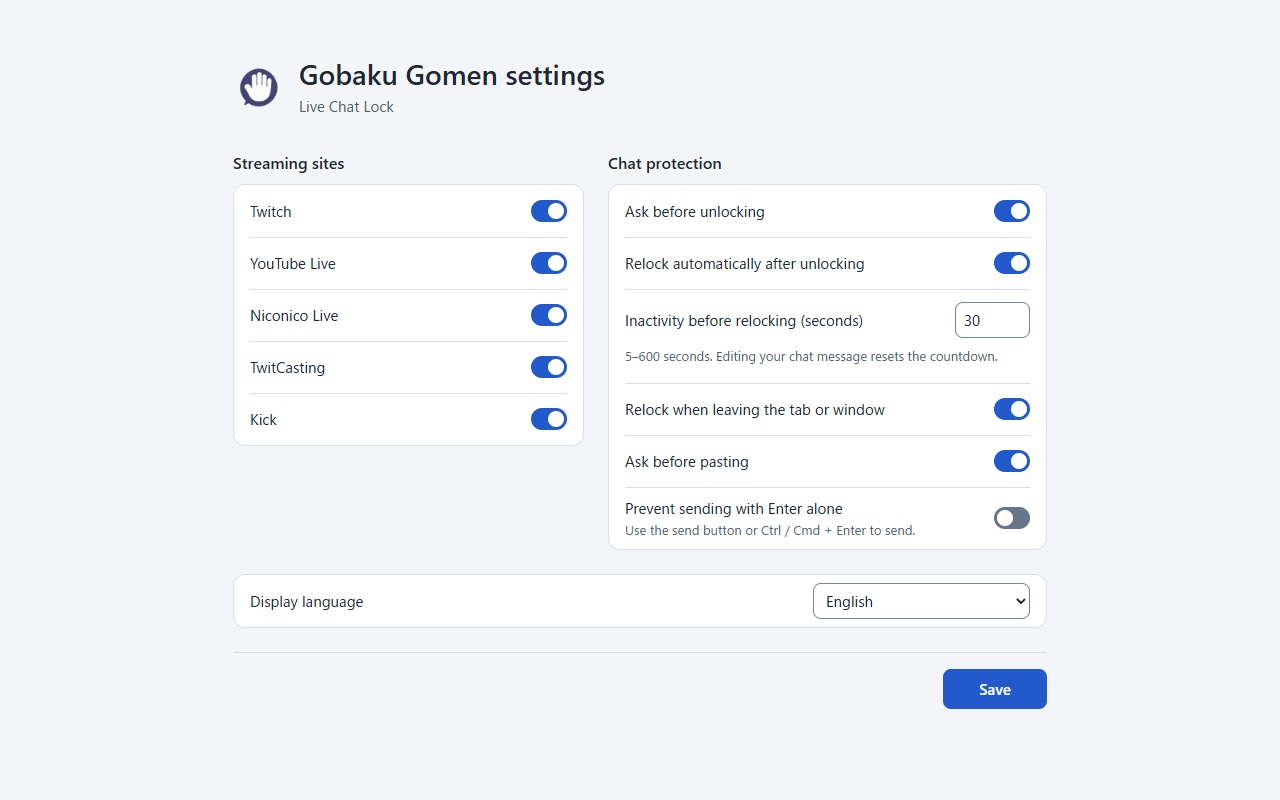 Gobaku Gomen settings
Live Chat Lock
Streaming sites
Twitch
YouTube Live
Niconico Live
TwitCasting
Kick
Chat protection
Ask before unlocking
Relock automatically after unlocking
Inactivity before relocking (seconds)
30
5–600 seconds. Editing your chat message resets the countdown.
Relock when leaving the tab or window
Ask before pasting
Prevent sending with Enter alone
Use the send button or Ctrl / Cmd + Enter to send.
Display language
English
Save